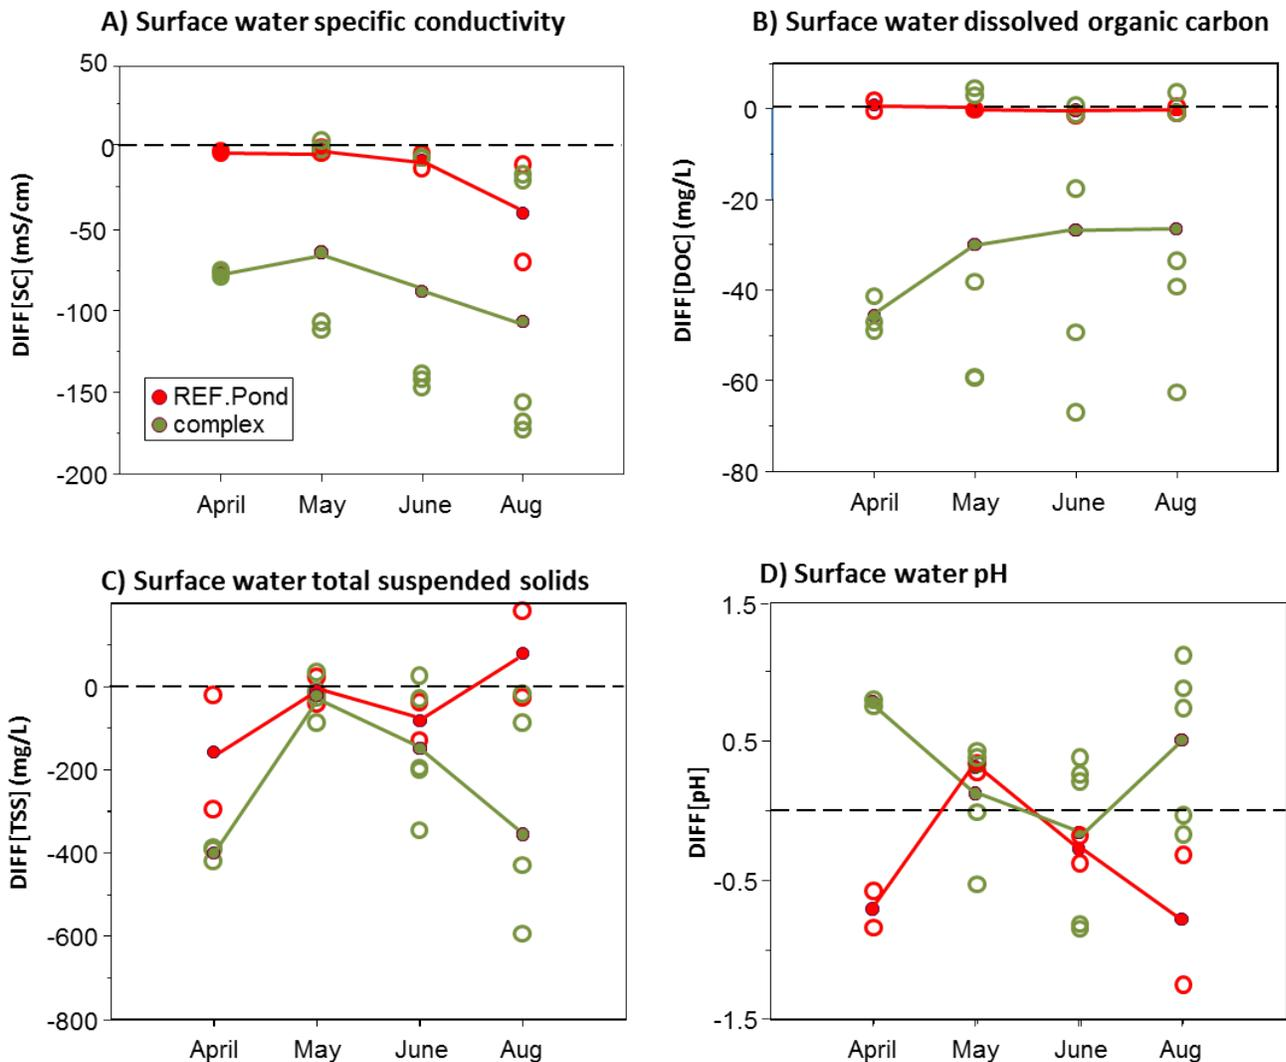 A) Surface water specific conductivity
50
0
-50
-100
-150
-200
DIFF[SC] (mS/cm)
REF.Pond
complex
April May June Aug
B) Surface water dissolved organic carbon
0
-20
-40
-60
-80
DIFF[DOC] (mg/L)
April May June Aug
C) Surface water total suspended solids
0
-200
-400
-600
-800
DIFF[TSS] (mg/L)
April May June Aug
D) Surface water pH
1.5
0.5
-0.5
-1.5
DIFF[pH]
April May June Aug